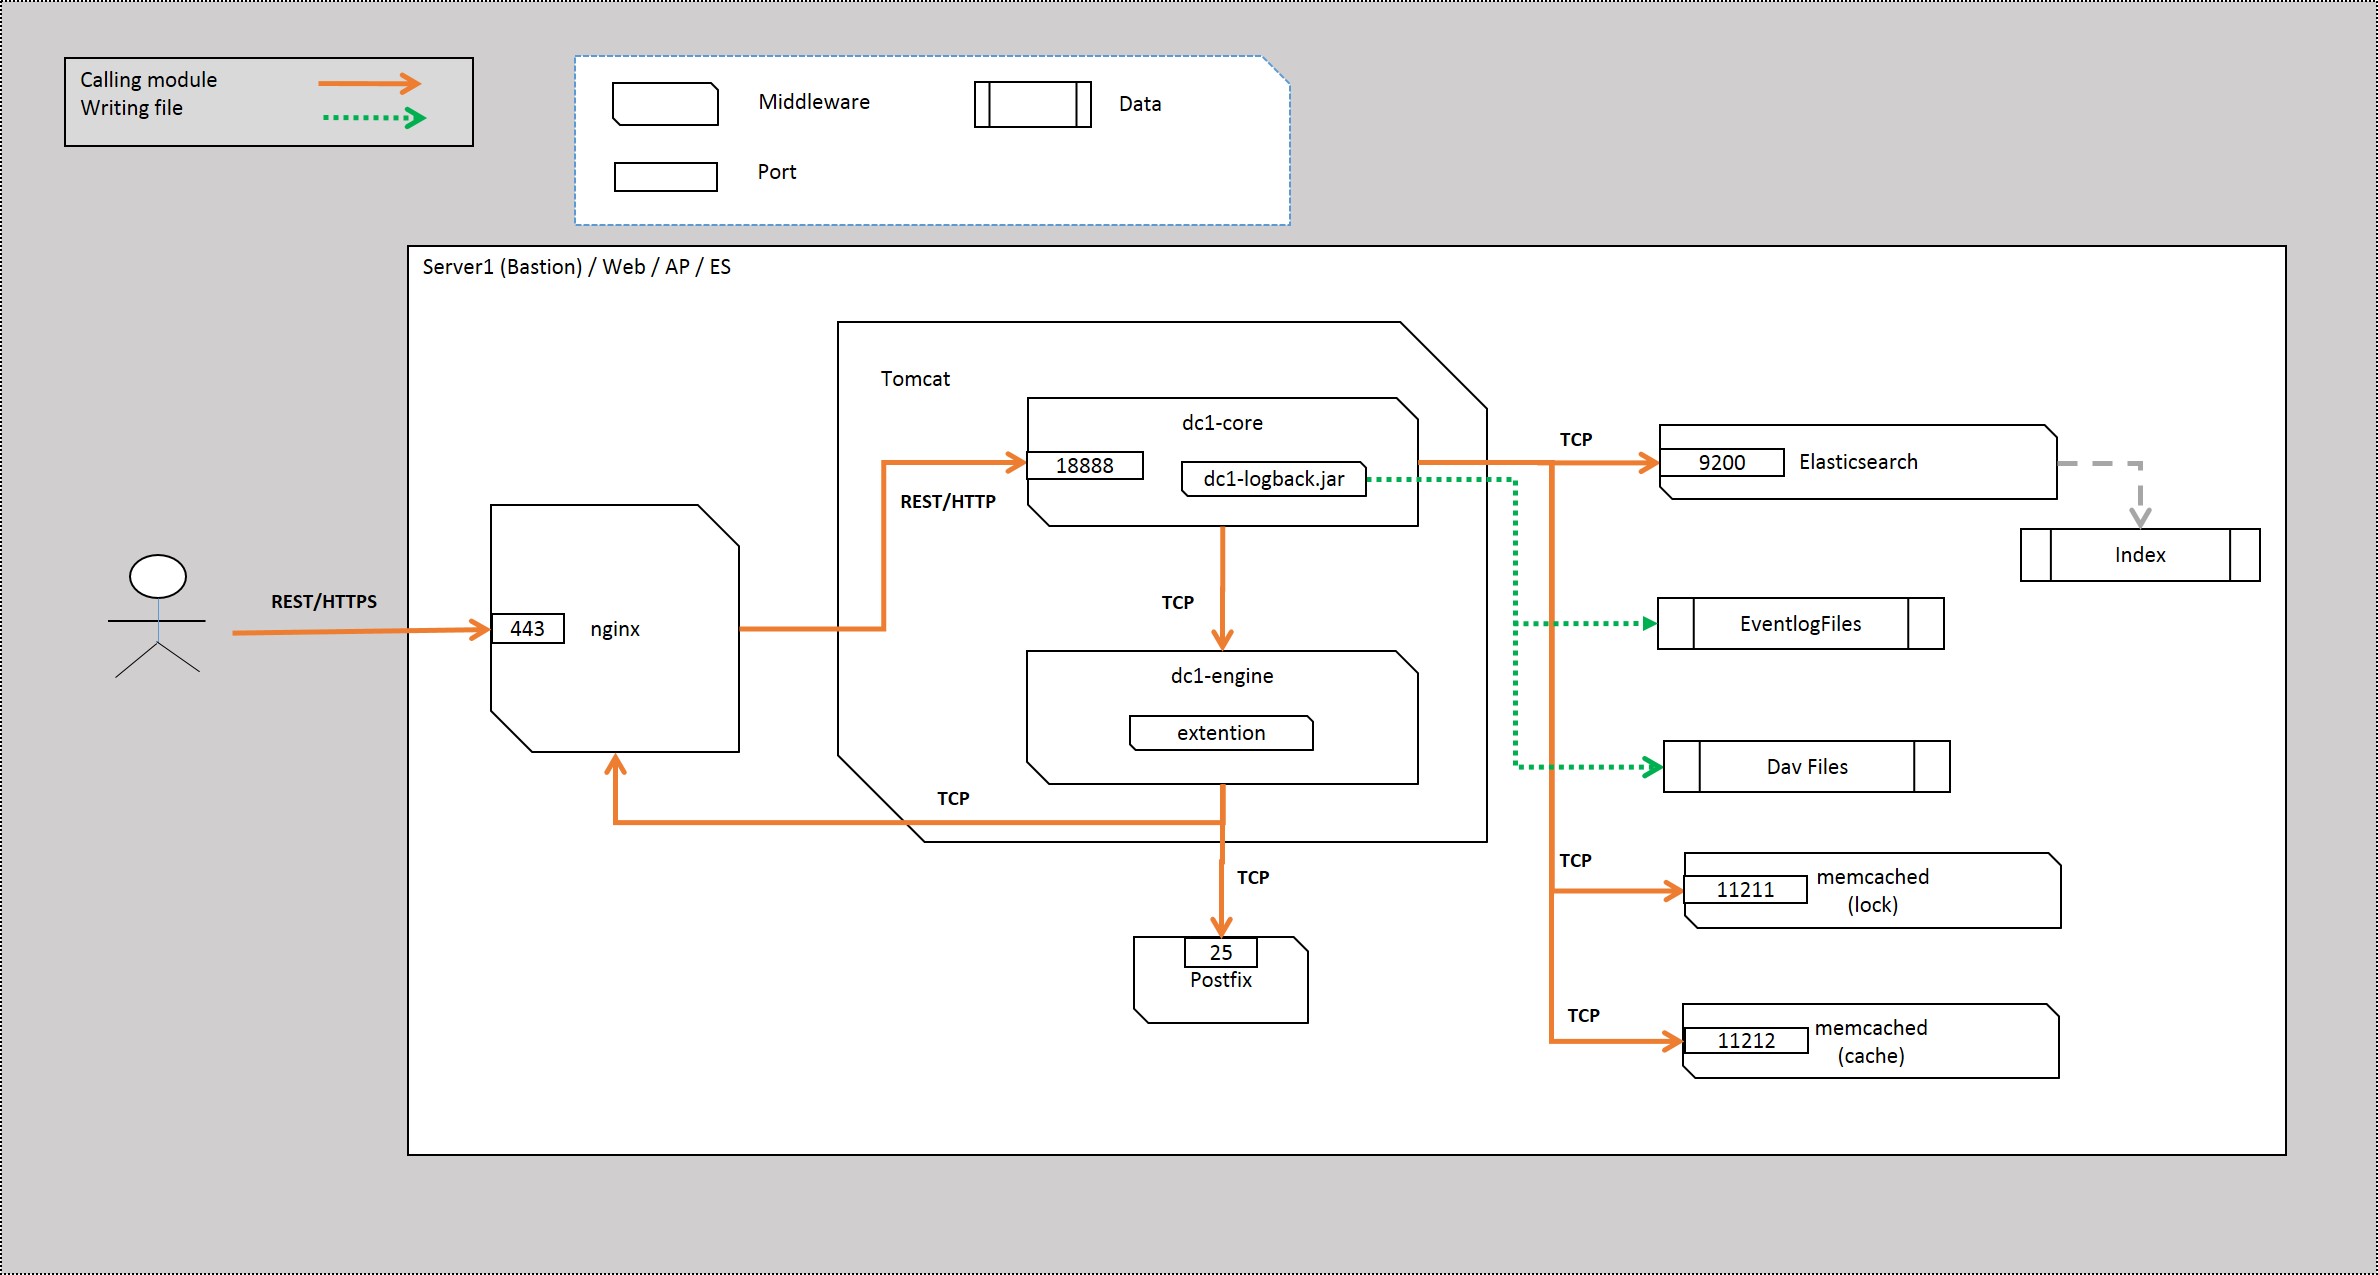 Calling module
Writing file
Middleware
Data
Port
Server1 (Bastion) / Web / AP / ES
Tomcat
dc1-core
18888
dc1-logback.jar
REST/HTTP
TCP
9200
Elasticsearch
Index
REST/HTTPS
443
nginx
TCP
EventlogFiles
dc1-engine
extention
Dav Files
TCP
TCP
25
Postfix
TCP
11211
memcached
(lock)
TCP
11212
memcached
(cache)